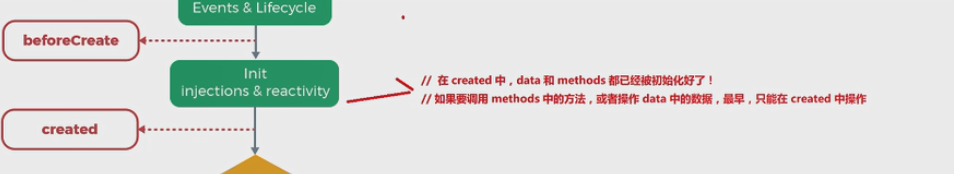 Events & Lifecycle
beforeCreate
Init
injections & reactivity
// 在 created 中，data 和 methods 都已经被初始化好了！
// 如果要调用 methods 中的方法，或者操作 data 中的数据，最早，只能在 created 中操作
created